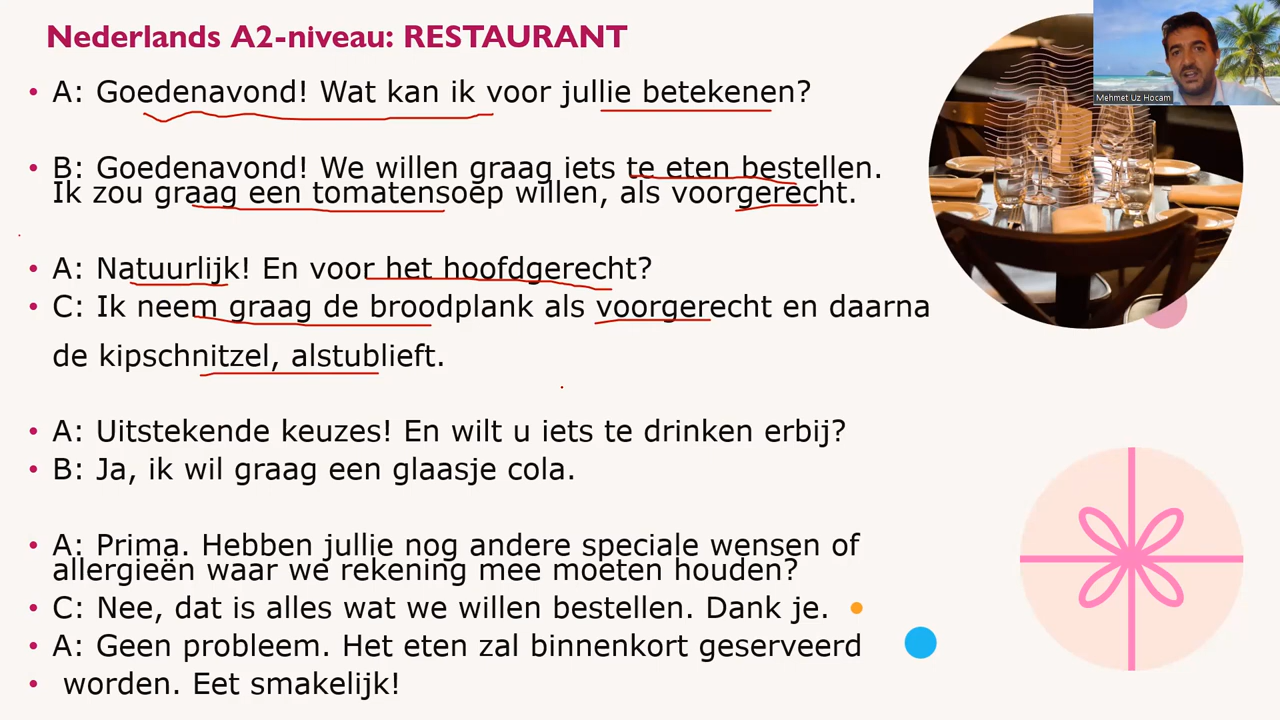 Nederlands A2-niveau: RESTAURANT
• A: Goedenavond! Wat kan ik voor jullie betekenen?
• B: Goedenavond! We willen graag iets te eten bestellen.
Ik zou graag een tomatensoep willen, als voorgerecht.
• A: Natuurlijk! En voor het hoofdgerecht?
• C: Ik neem graag de broodplank als voorgerecht en daarna
de kipschnitzel, alstublieft.
• A: Uitstekende keuzes! En wilt u iets te drinken erbij?
• B: Ja, ik wil graag een glaasje cola.
• A: Prima. Hebben jullie nog andere speciale wensen of
allergieën waar we rekening mee moeten houden?
• C: Nee, dat is alles wat we willen bestellen. Dank je.
• A: Geen probleem. Het eten zal binnenkort geserveerd
• worden. Eet smakelijk!
Mehmet Uz Hocam